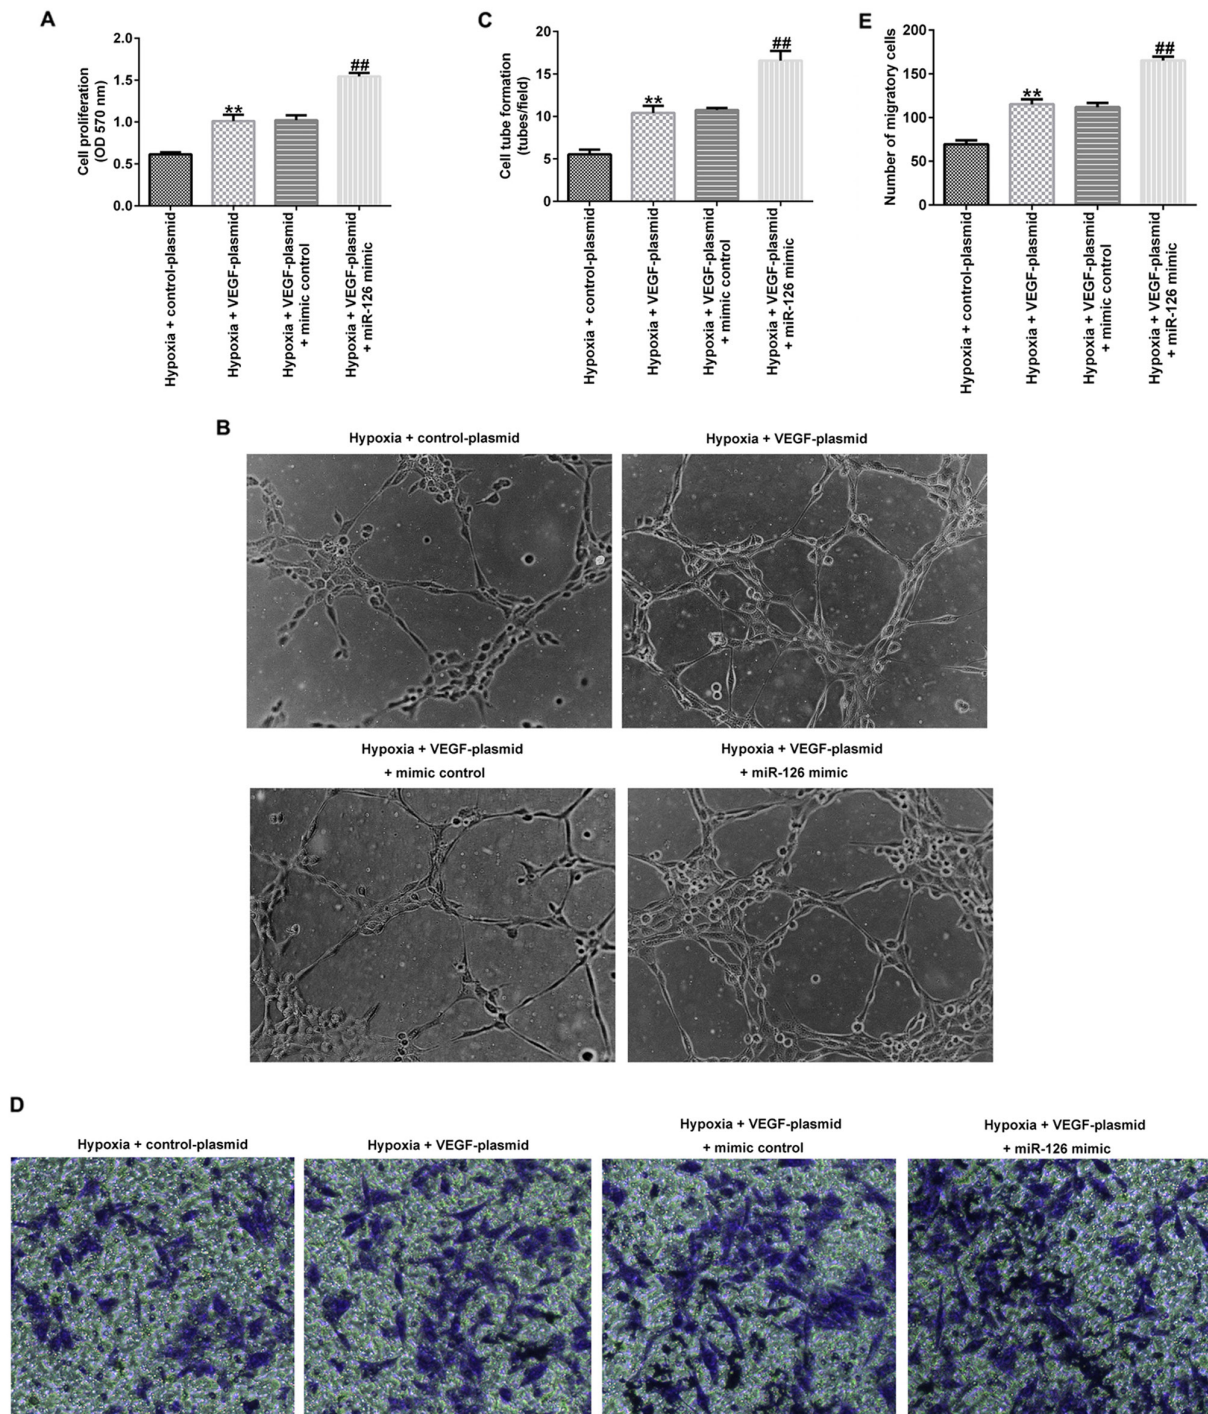 A
Cell proliferation
(OD 570 nm)
2.0
1.5
1.0
0.5
0.0
**
##
Hypoxia + control-plasmid
Hypoxia + VEGF-plasmid
Hypoxia + VEGF-plasmid
+ mimic control
Hypoxia + VEGF-plasmid
+ miR-126 mimic
C
Cell tube formation
(tubes/field)
20
15
10
5
0
**
##
Hypoxia + control-plasmid
Hypoxia + VEGF-plasmid
Hypoxia + VEGF-plasmid
+ mimic control
Hypoxia + VEGF-plasmid
+ miR-126 mimic
E
Number of migratory cells
200
150
100
50
0
**
##
Hypoxia + control-plasmid
Hypoxia + VEGF-plasmid
Hypoxia + VEGF-plasmid
+ mimic control
Hypoxia + VEGF-plasmid
+ miR-126 mimic
B
Hypoxia + control-plasmid
Hypoxia + VEGF-plasmid
Hypoxia + VEGF-plasmid
+ mimic control
Hypoxia + VEGF-plasmid
+ miR-126 mimic
D
Hypoxia + control-plasmid
Hypoxia + VEGF-plasmid
Hypoxia + VEGF-plasmid
+ mimic control
Hypoxia + VEGF-plasmid
+ miR-126 mimic